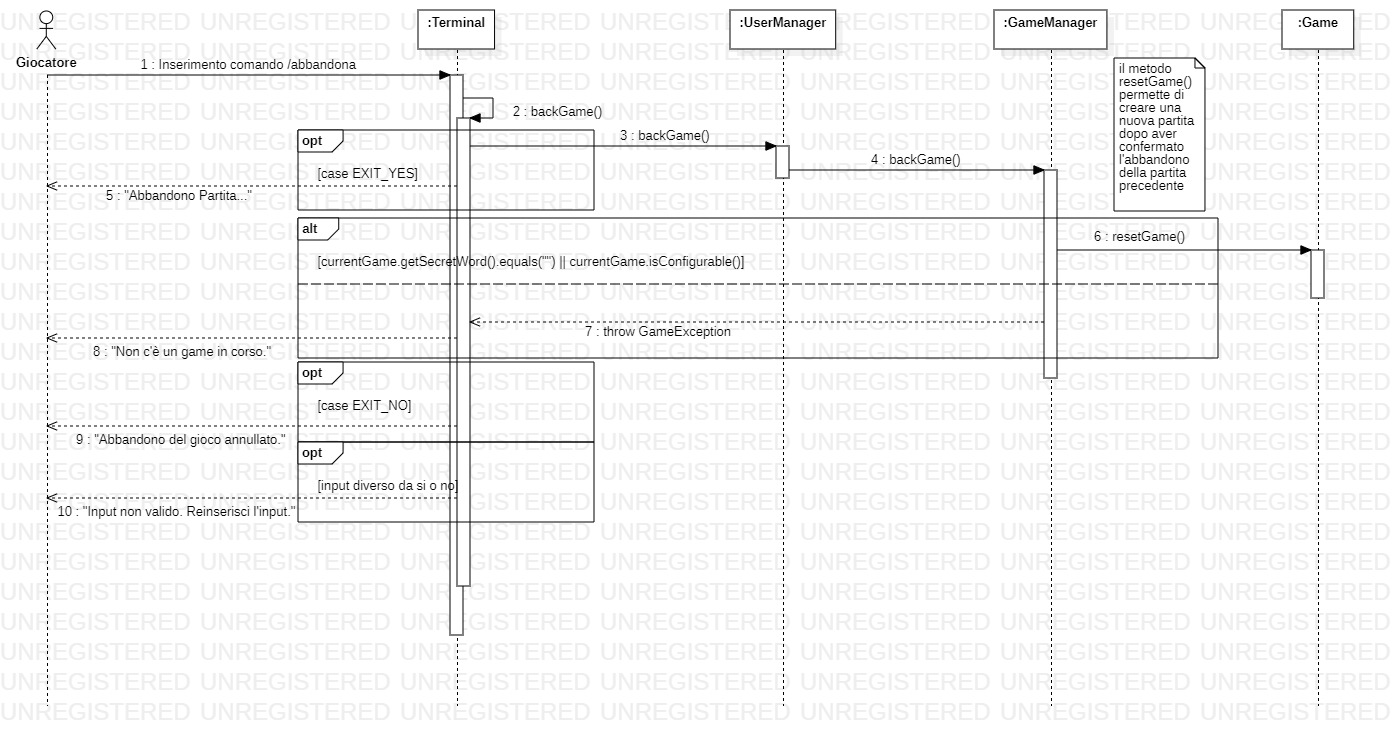 :Terminal
:UserManager
:GameManager
:Game
Giocatore
1 : Inserimento comando /abbandona
il metodo
resetGame()
permette di
creare una
nuova partita
dopo aver
confermato
l'abbandono
della partita
precedente
2 : backGame()
opt
3 : backGame()
4 : backGame()
[case EXIT_YES]
5 : "Abbandono Partita..."
alt
6 : resetGame()
[currentGame.getSecretWord().equals("") || currentGame.isConfigurable()]
7 : throw GameException
8 : "Non c'è un game in corso."
opt
[case EXIT_NO]
9 : "Abbandono del gioco annullato."
opt
[input diverso da si o no]
10 : "Input non valido. Reinserisci l'input."
UNREGISTERED